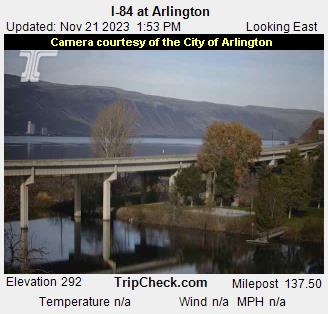 I-84 at Arlington
Updated: Nov 21 2023 1:53 PM Looking East
Camera courtesy of the City of Arlington
Elevation 292 TripCheck.com Milepost 137.50
Temperature n/a Wind n/a MPH n/a